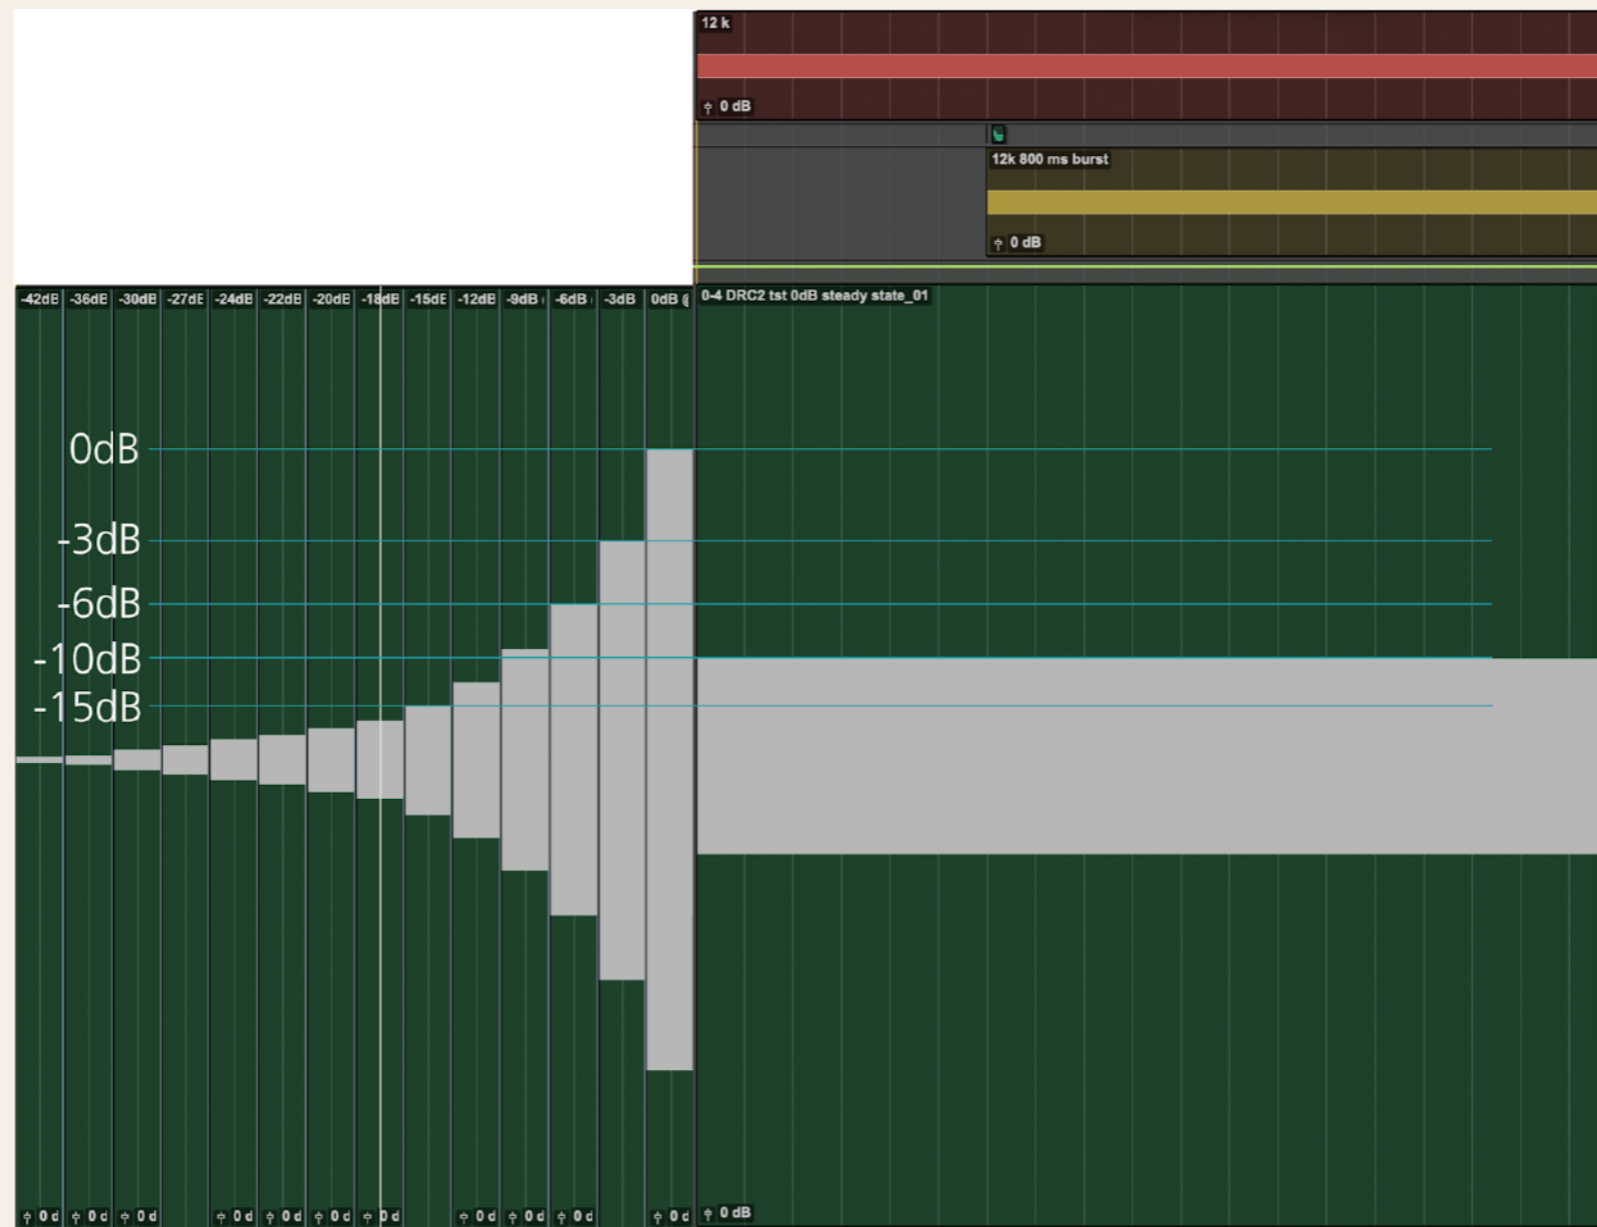 12 k
0 dB
12k 800 ms burst
0 dB
-42dB -36dB -30dB -27dE -24dB -22dB -20dB -18dB -15dE -12dE -9dB -6dB -3dB 0dB @
0-4 DRC2 tst 0dB steady state_01
0dB
-3dB
-6dB
-10dB
-15dB
0 d 0 d 0 d 0 d 0 d 0 d 0 d 0 d 0 d 0 d 0 d 0 dB